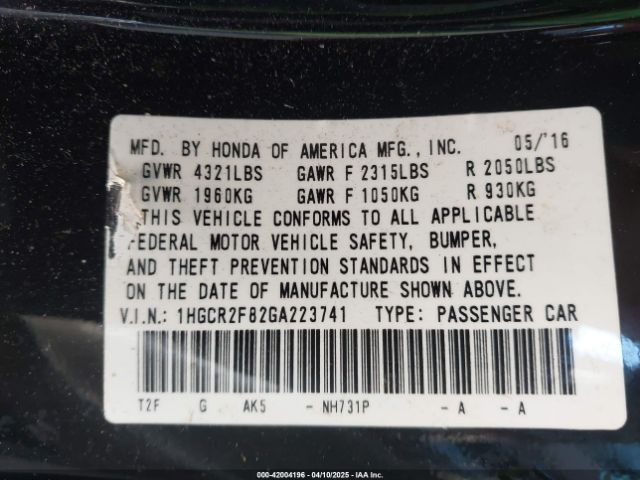 MFD. BY HONDA OF AMERICA MFG., INC. 05/'16
GVWR 4321LBS GAWR F 2315LBS R 2050LBS
GVWR 1960KG GAWR F 1050KG R 930KG
THIS VEHICLE CONFORMS TO ALL APPLICABLE
FEDERAL MOTOR VEHICLE SAFETY, BUMPER,
AND THEFT PREVENTION STANDARDS IN EFFECT
ON THE DATE OF MANUFACTURE SHOWN ABOVE.
V.I.N.: 1HGCR2F82GA223741 TYPE: PASSENGER CAR
T2F G AK5 - NH731P - A - A
000-42004196 - 04/10/2025 - IAA Inc.